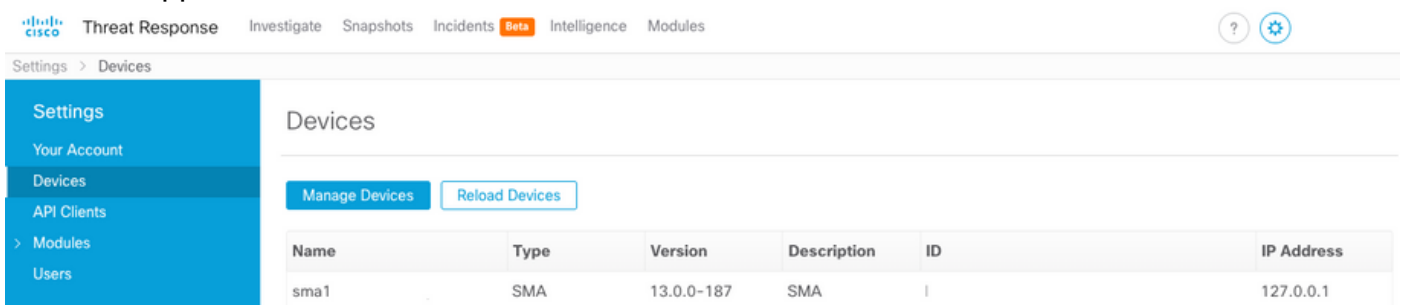 cisco Threat Response Investigate Snapshots Incidents Beta Intelligence Modules ?
Settings > Devices
Settings
Your Account
Devices
API Clients
> Modules
Users
Devices
Manage Devices Reload Devices
Name Type Version Description ID IP Address
sma1 SMA 13.0.0-187 SMA 127.0.0.1